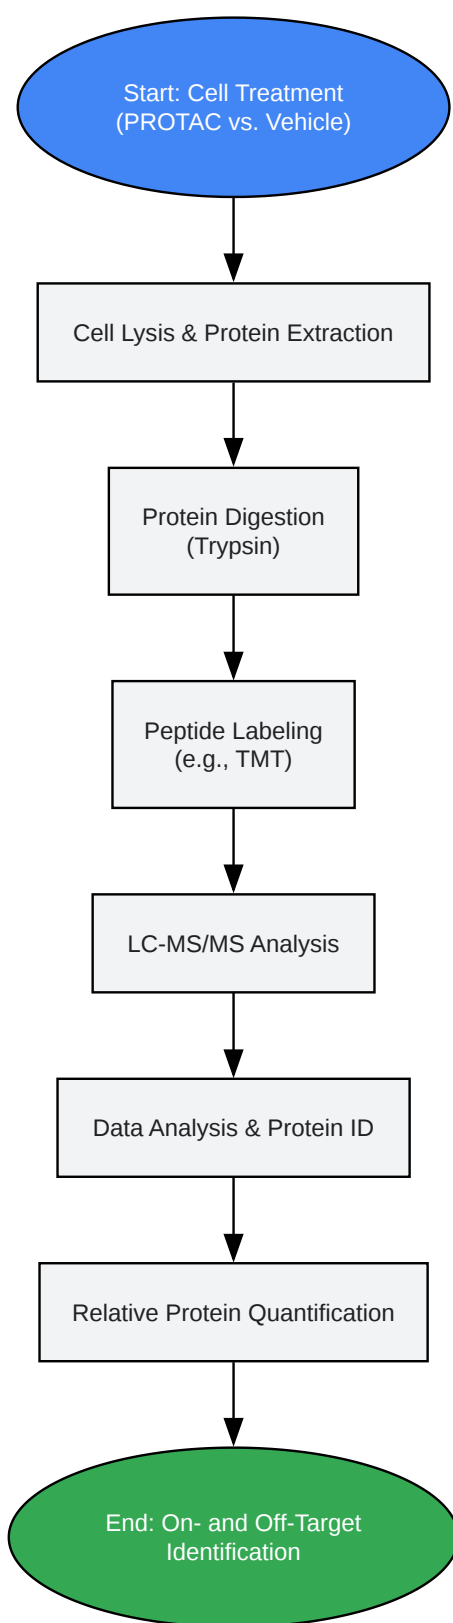 Start: Cell Treatment
(PROTAC vs. Vehicle)
Cell Lysis & Protein Extraction
Protein Digestion
(Trypsin)
Peptide Labeling
(e.g., TMT)
LC-MS/MS Analysis
Data Analysis & Protein ID
Relative Protein Quantification
End: On- and Off-Target
Identification